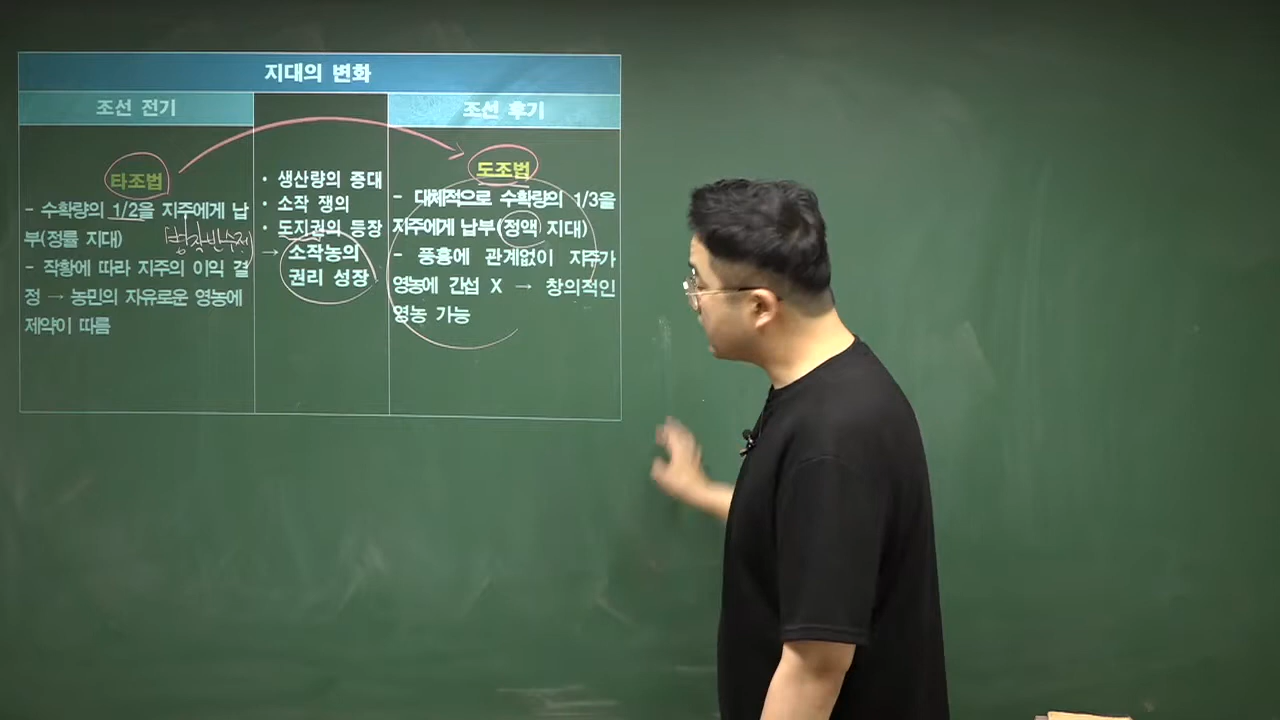 지대의 변화
조선 전기
조선 후기
타조법
- 수확량의 1/2을 지주에게 납
부(정률 지대)
병작반수제
- 작황에 따라 지주의 이익 결
정 → 농민의 자유로운 영농에
제약이 따름
• 생산량의 증대
• 소작 쟁의
• 도지권의 등장
→ 소작농의
권리 성장
도조법
- 대체적으로 수확량의 1/3을
지주에게 납부(정액 지대)
- 풍흉에 관계없이 지주가
영농에 간섭 X → 창의적인
영농 가능